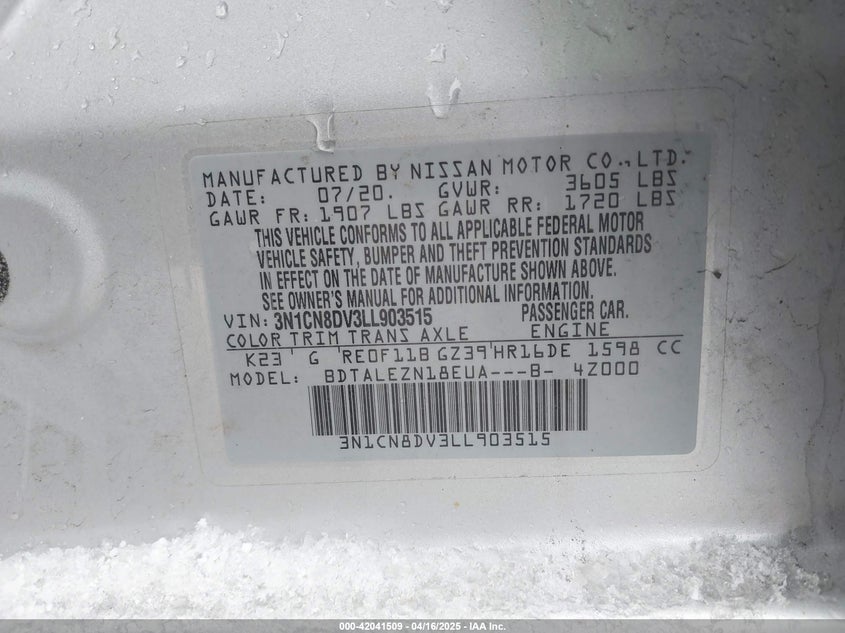 MANUFACTURED BY NISSAN MOTOR CO., LTD.
DATE: 07/20. GVWR: 3605 LBS
GAWR FR: 1907 LBS GAWR RR: 1720 LBS
THIS VEHICLE CONFORMS TO ALL APPLICABLE FEDERAL MOTOR
VEHICLE SAFETY, BUMPER AND THEFT PREVENTION STANDARDS
IN EFFECT ON THE DATE OF MANUFACTURE SHOWN ABOVE.
SEE OWNER'S MANUAL FOR ADDITIONAL INFORMATION.
VIN: 3N1CN8DV3LL903515 PASSENGER CAR.
COLOR TRIM TRANS AXLE ENGINE
K23 G RE0F11B GZ39 HR16DE 1598 CC
MODEL: BDTALEZN18EUA---B- 4Z000
3N1CN8DV3LL903515
000-42041509 - 04/16/2025 - IAA Inc.